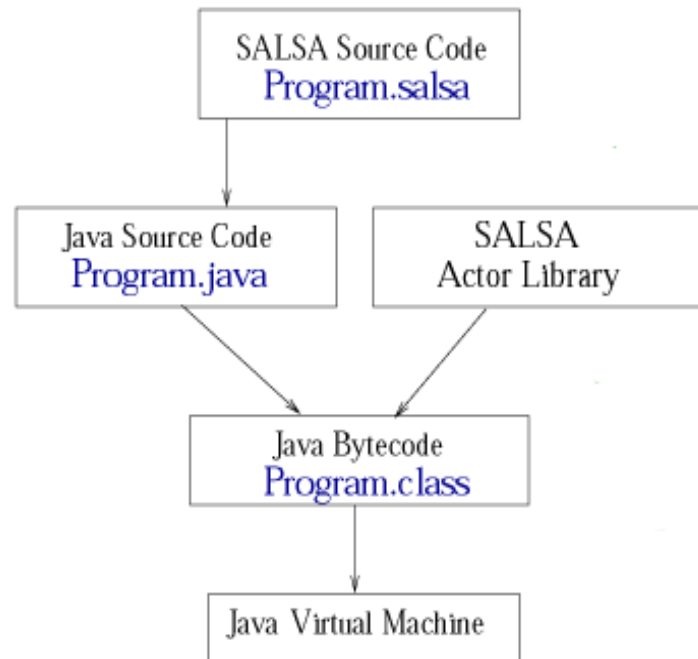 SALSA Source Code
Program.salsa
Java Source Code
Program.java
SALSA
Actor Library
Java Bytecode
Program.class
Java Virtual Machine